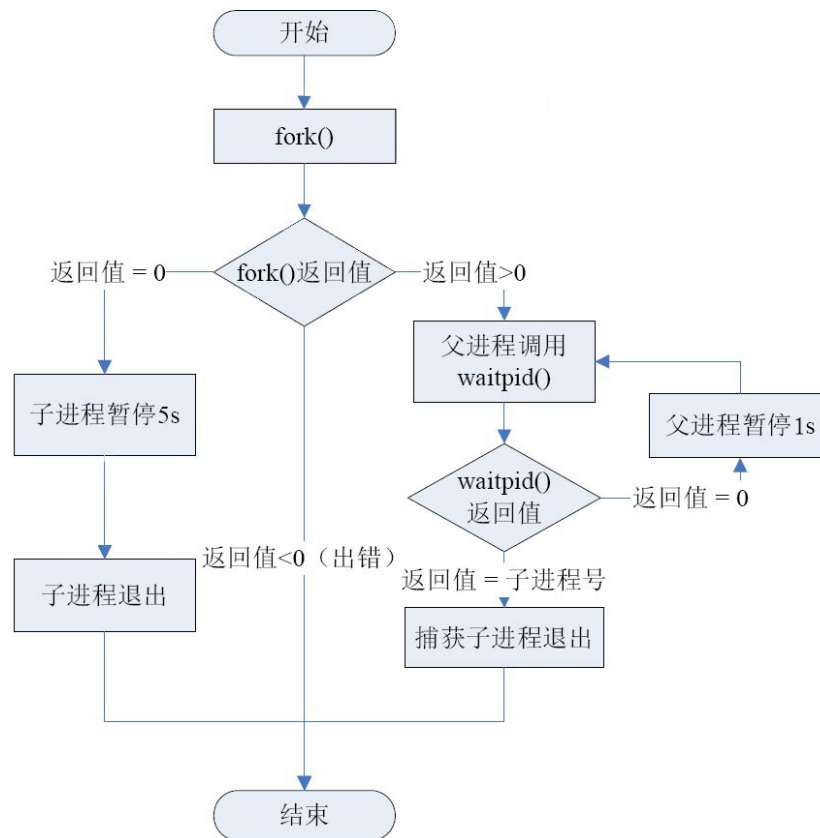 开始
fork()
fork()返回值
返回值 = 0
返回值>0
父进程调用
waitpid()
子进程暂停5s
父进程暂停1s
waitpid()
返回值
返回值 = 0
返回值<0（出错）
返回值 = 子进程号
子进程退出
捕获子进程退出
结束